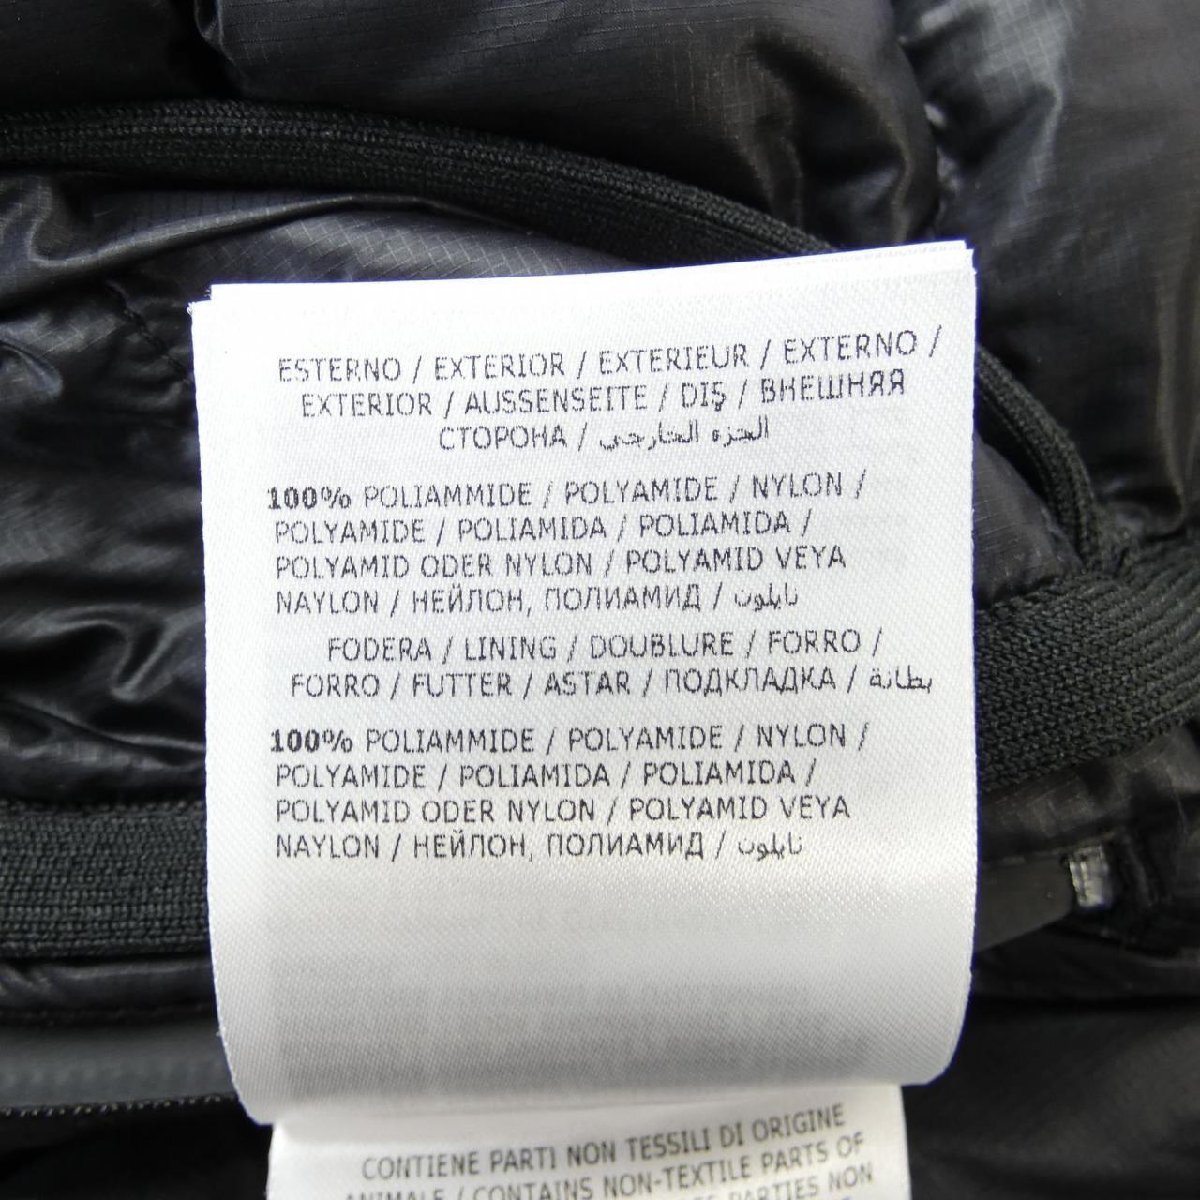 ESTERNO / EXTERIOR / EXTERIEUR / EXTERNO /
EXTERIOR / AUSSENSEITE / DIŞ / ВНЕШНЯЯ
СТОРОНА / الجزء الخارجي
100% POLIAMMIDE / POLYAMIDE / NYLON /
POLYAMIDE / POLIAMIDA / POLIAMIDA /
POLYAMID ODER NYLON / POLYAMID VEYA
NAYLON / НЕЙЛОН, ПОЛИАМИД / نايلون
FODERA / LINING / DOUBLURE / FORRO /
FORRO / FUTTER / ASTAR / ПОДКЛАДКА / بطانة
100% POLIAMMIDE / POLYAMIDE / NYLON /
POLYAMIDE / POLIAMIDA / POLIAMIDA /
POLYAMID ODER NYLON / POLYAMID VEYA
NAYLON / НЕЙЛОН, ПОЛИАМИД / نايلون
CONTIENE PARTI NON TESSILI DI ORIGINE
ANIMALE / CONTAINS NON-TEXTILE PARTS OF
PARTIES NON